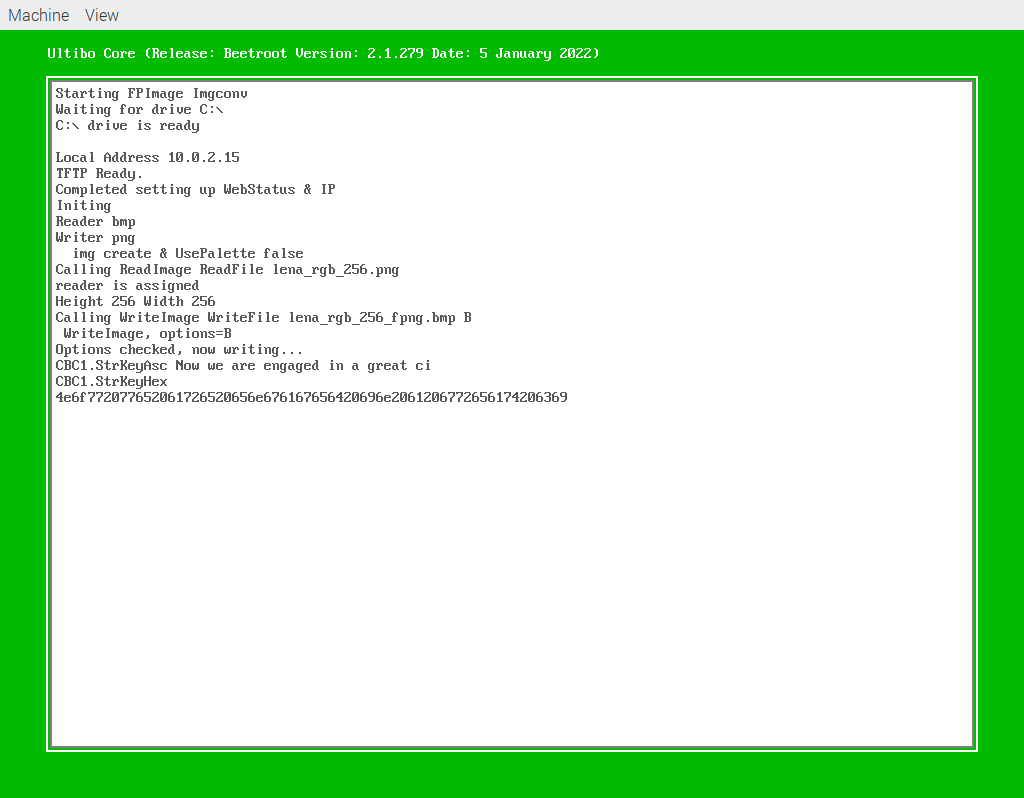 Machine View
Ultibo Core (Release: Beetroot Version: 2.1.279 Date: 5 January 2022)
Starting FPImage Imgconv
Waiting for drive C:\
C:\ drive is ready
Local Address 10.0.2.15
TFTP Ready.
Completed setting up WebStatus & IP
Initing
Reader bmp
Writer png
img create & UsePalette false
Calling ReadImage ReadFile lena_rgb_256.png
reader is assigned
Height 256 Width 256
Calling WriteImage WriteFile lena_rgb_256_fpng.bmp B
WriteImage, options=B
Options checked, now writing...
CBC1.StrKeyAsc Now we are engaged in a great ci
CBC1.StrKeyHex
4e6f772077652061726520656e676167656420696e2061206772656174206369